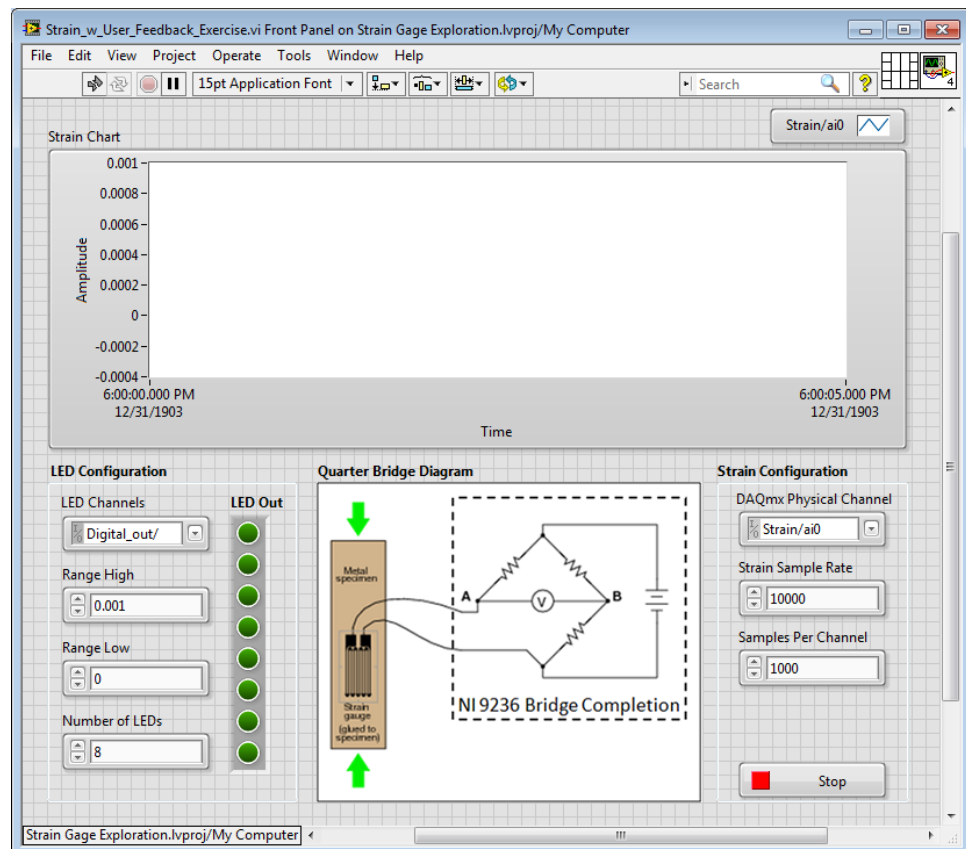 Strain_w_User_Feedback_Exercise.vi Front Panel on Strain Gage Exploration.lvproj/My Computer
File Edit View Project Operate Tools Window Help
15pt Application Font
Search
?
4
Strain/ai0
Strain Chart
0.001
0.0008
0.0006
0.0004
0.0002
0
-0.0002
-0.0004
Amplitude
6:00:00.000 PM
12/31/1903
6:00:05.000 PM
12/31/1903
Time
LED Configuration
LED Channels
Digital_out/
Range High
0.001
Range Low
0
Number of LEDs
8
LED Out
Quarter Bridge Diagram
Metal
specimen
Strain
gauge
(glued to
specimen)
A
V
B
NI 9236 Bridge Completion
Strain Configuration
DAQmx Physical Channel
Strain/ai0
Strain Sample Rate
10000
Samples Per Channel
1000
Stop
Strain Gage Exploration.lvproj/My Computer